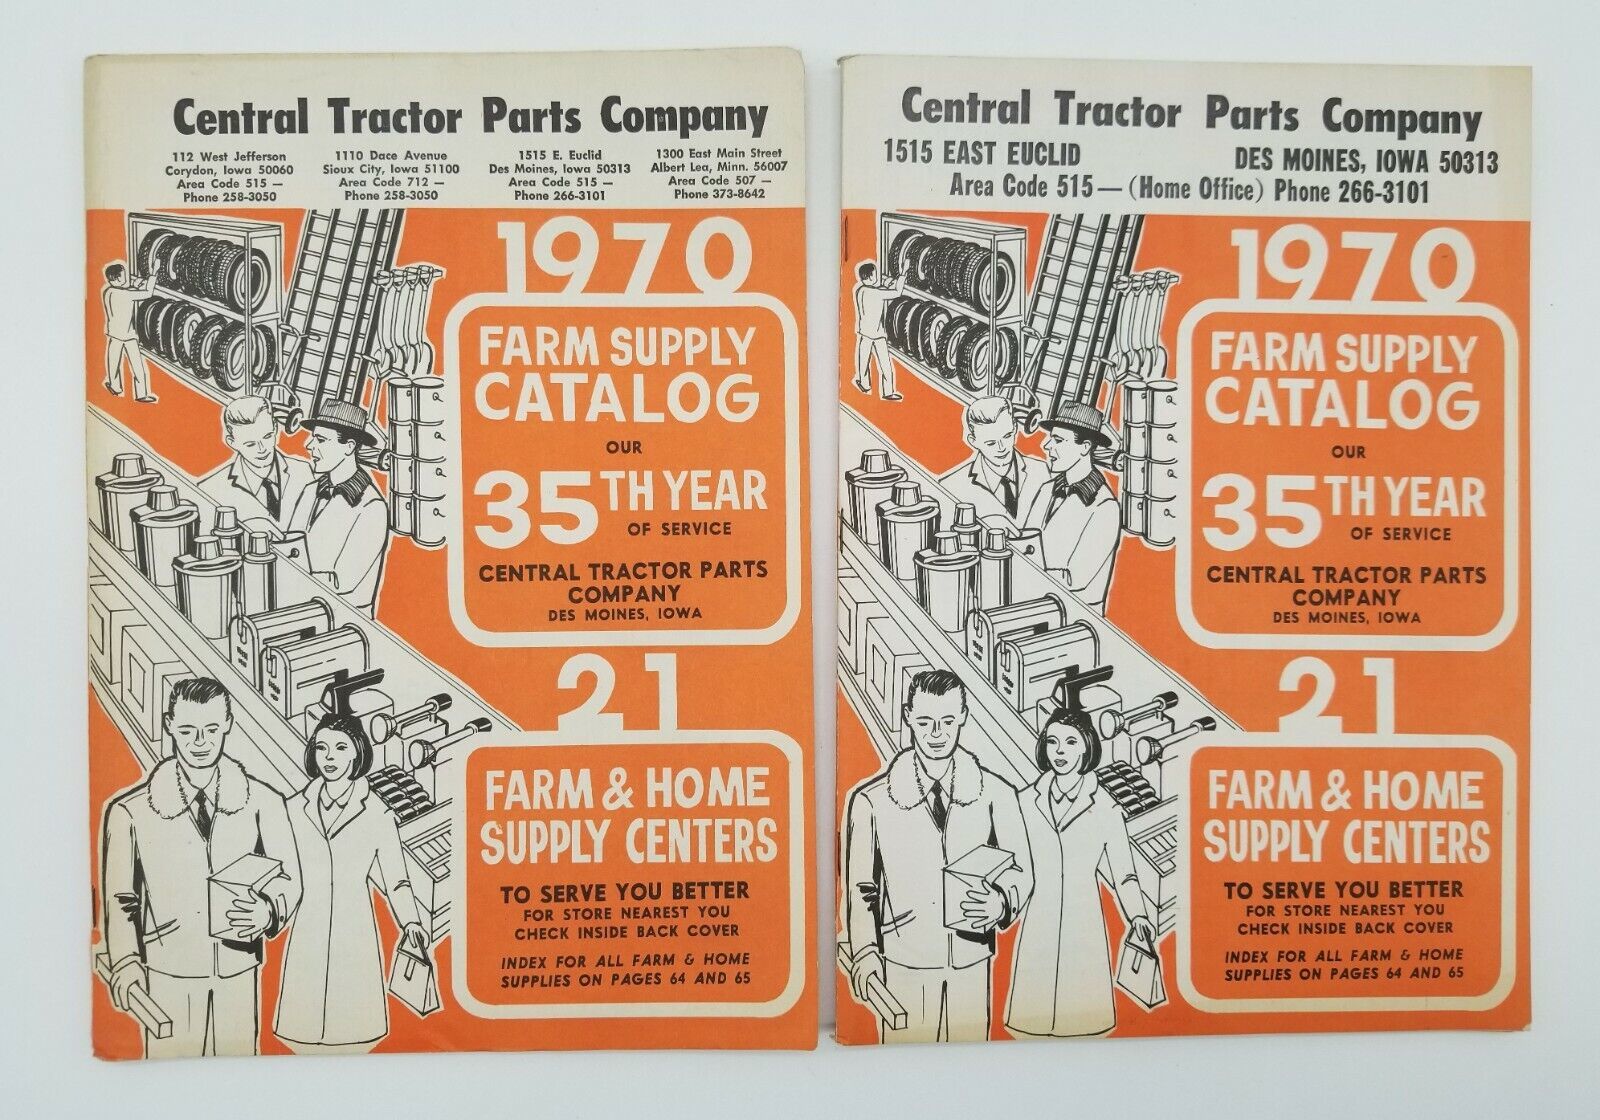 Central Tractor Parts Company
112 West Jefferson
Corydon, Iowa 50060
Area Code 515 —
Phone 258-3050
1110 Dace Avenue
Sioux City, Iowa 51100
Area Code 712 —
Phone 258-3050
1515 E. Euclid
Des Moines, Iowa 50313
Area Code 515 —
Phone 266-3101
1300 East Main Street
Albert Lea, Minn. 56007
Area Code 507 —
Phone 373-8642
1970
FARM SUPPLY
CATALOG
OUR
35TH YEAR
OF SERVICE
CENTRAL TRACTOR PARTS
COMPANY
DES MOINES, IOWA
21
FARM & HOME
SUPPLY CENTERS
TO SERVE YOU BETTER
FOR STORE NEAREST YOU
CHECK INSIDE BACK COVER
INDEX FOR ALL FARM & HOME
SUPPLIES ON PAGES 64 AND 65
Central Tractor Parts Company
1515 EAST EUCLID DES MOINES, IOWA 50313
Area Code 515 — (Home Office) Phone 266-3101
1970
FARM SUPPLY
CATALOG
OUR
35TH YEAR
OF SERVICE
CENTRAL TRACTOR PARTS
COMPANY
DES MOINES, IOWA
21
FARM & HOME
SUPPLY CENTERS
TO SERVE YOU BETTER
FOR STORE NEAREST YOU
CHECK INSIDE BACK COVER
INDEX FOR ALL FARM & HOME
SUPPLIES ON PAGES 64 AND 65